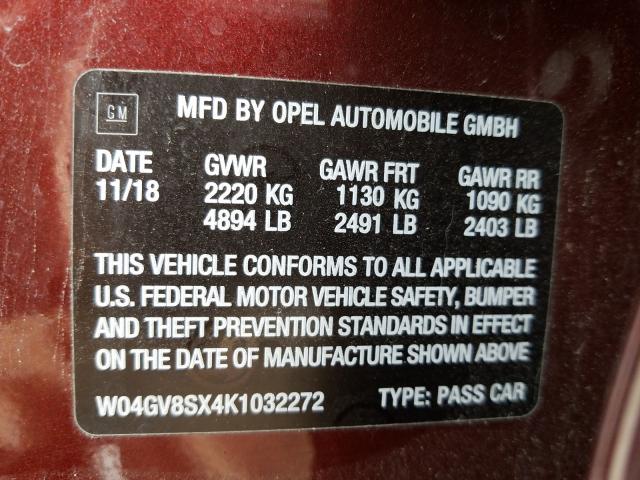 GM
MFD BY OPEL AUTOMOBILE GMBH
DATE GVWR GAWR FRT GAWR RR
11/18 2220 KG 1130 KG 1090 KG
4894 LB 2491 LB 2403 LB
THIS VEHICLE CONFORMS TO ALL APPLICABLE
U.S. FEDERAL MOTOR VEHICLE SAFETY, BUMPER
AND THEFT PREVENTION STANDARDS IN EFFECT
ON THE DATE OF MANUFACTURE SHOWN ABOVE
W04GV8SX4K1032272 TYPE: PASS CAR